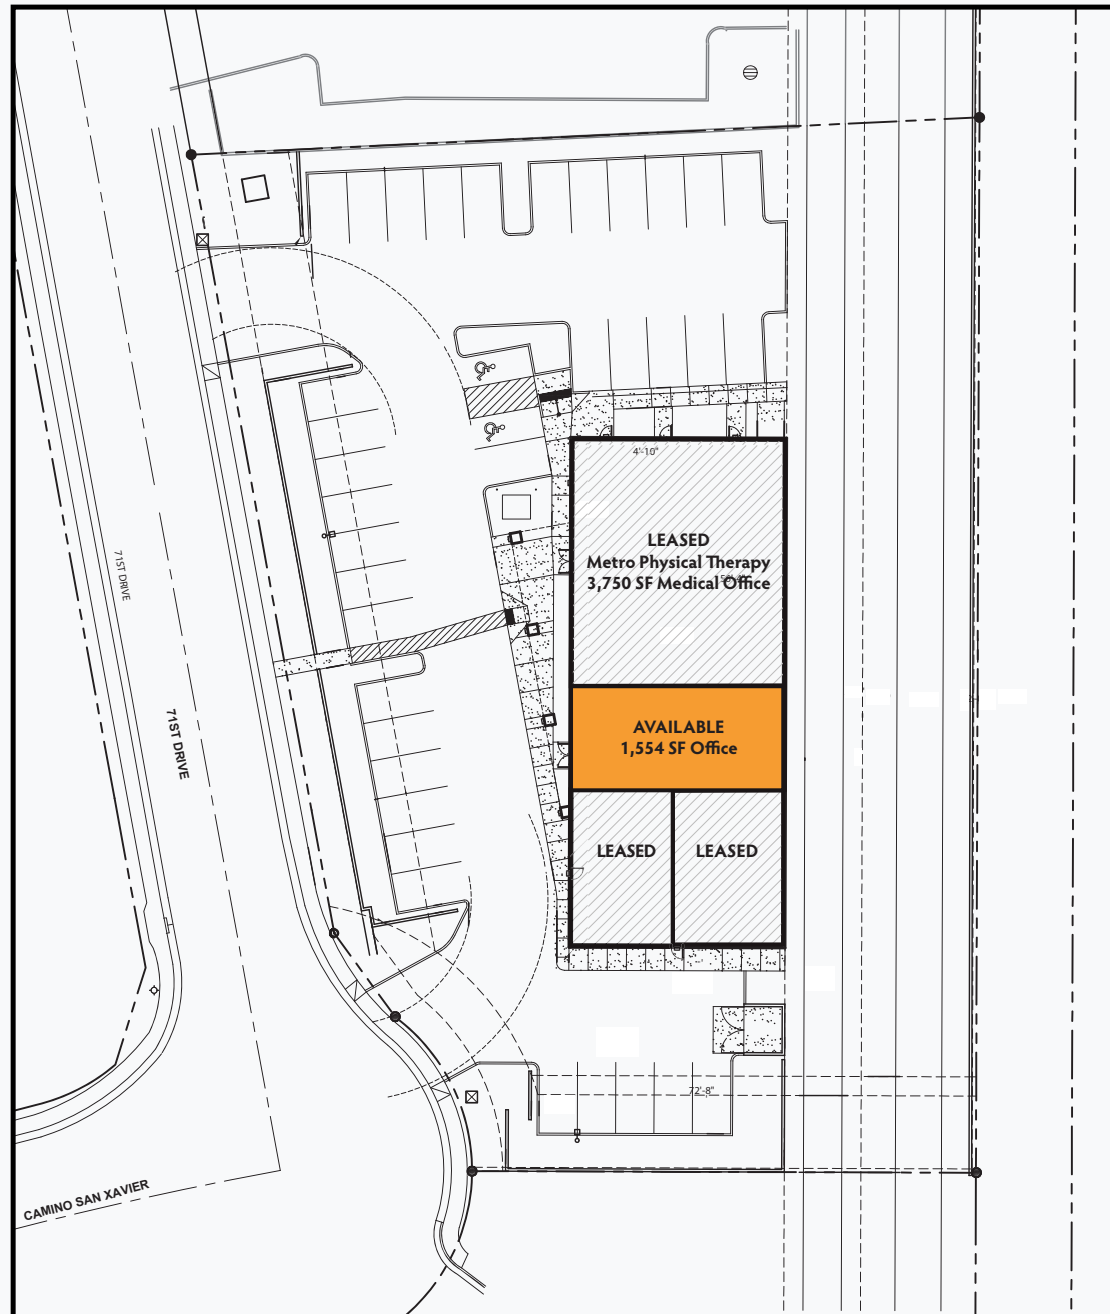 4'-10"
LEASED
Metro Physical Therapy
3,750 SF Medical Office
71ST DRIVE
71ST DRIVE
AVAILABLE
1,554 SF Office
LEASED
LEASED
72'-8"
CAMINO SAN XAVIER